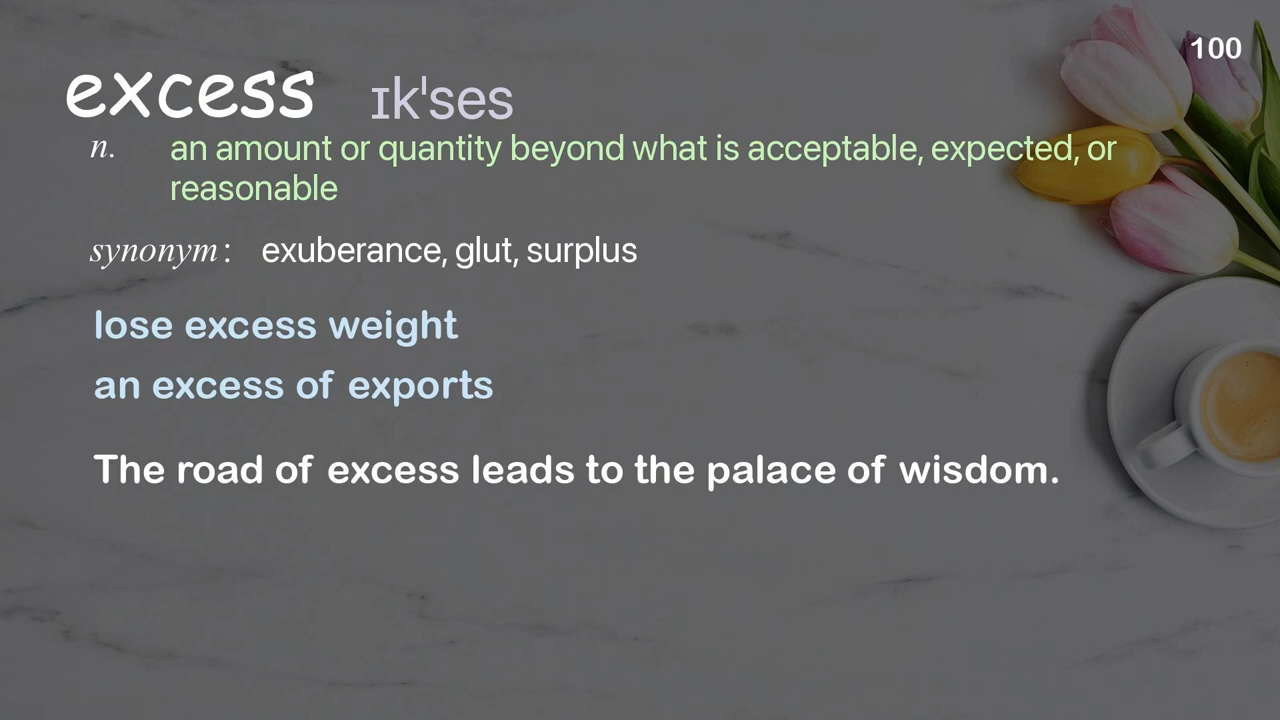 100
excess ɪk'ses
n. an amount or quantity beyond what is acceptable, expected, or
reasonable
synonym : exuberance, glut, surplus
lose excess weight
an excess of exports
The road of excess leads to the palace of wisdom.